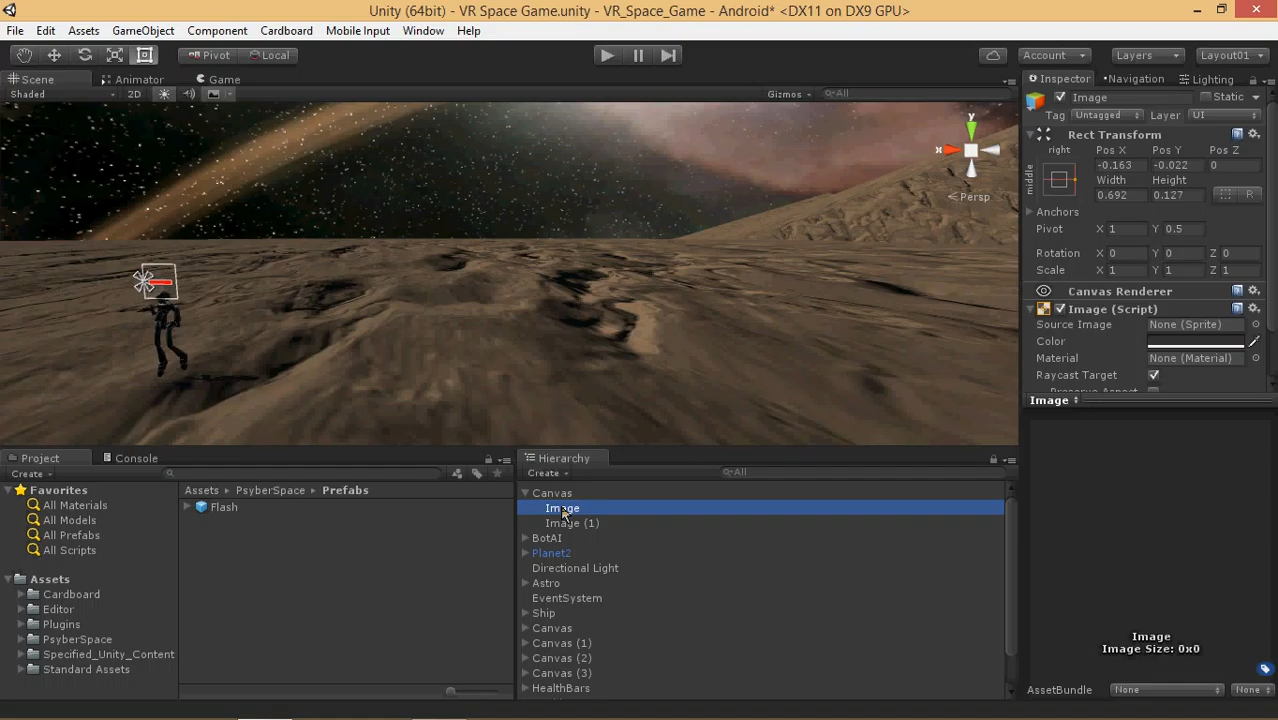 Unity (64bit) - VR Space Game.unity - VR_Space_Game - Android* <DX11 on DX9 GPU>
File Edit Assets GameObject Component Cardboard Mobile Input Window Help
Pivot Local Account Layers Layout01
Scene Animator Game
Shaded 2D Gizmos All
y
x
Persp
Inspector Navigation Lighting
Image Static
Tag Untagged Layer UI
Rect Transform
right Pos X Pos Y Pos Z
middle -0.163 -0.022 0
Width Height
0.692 0.127 R
Anchors
Pivot X 1 Y 0.5
Rotation X 0 Y 0 Z 0
Scale X 1 Y 1 Z 1
Canvas Renderer
Image (Script)
Source Image None (Sprite)
Color
Material None (Material)
Raycast Target
Preserve Aspect
Image
Project Console
Create
Favorites
All Materials
All Models
All Prefabs
All Scripts
Assets
Cardboard
Editor
Plugins
PsyberSpace
Specified_Unity_Content
Standard Assets
Assets PsyberSpace Prefabs
Flash
Hierarchy
Create All
Canvas
Image
Image (1)
BotAI
Planet2
Directional Light
Astro
EventSystem
Ship
Canvas
Canvas (1)
Canvas (2)
Canvas (3)
HealthBars
Image
Image Size: 0x0
AssetBundle None None